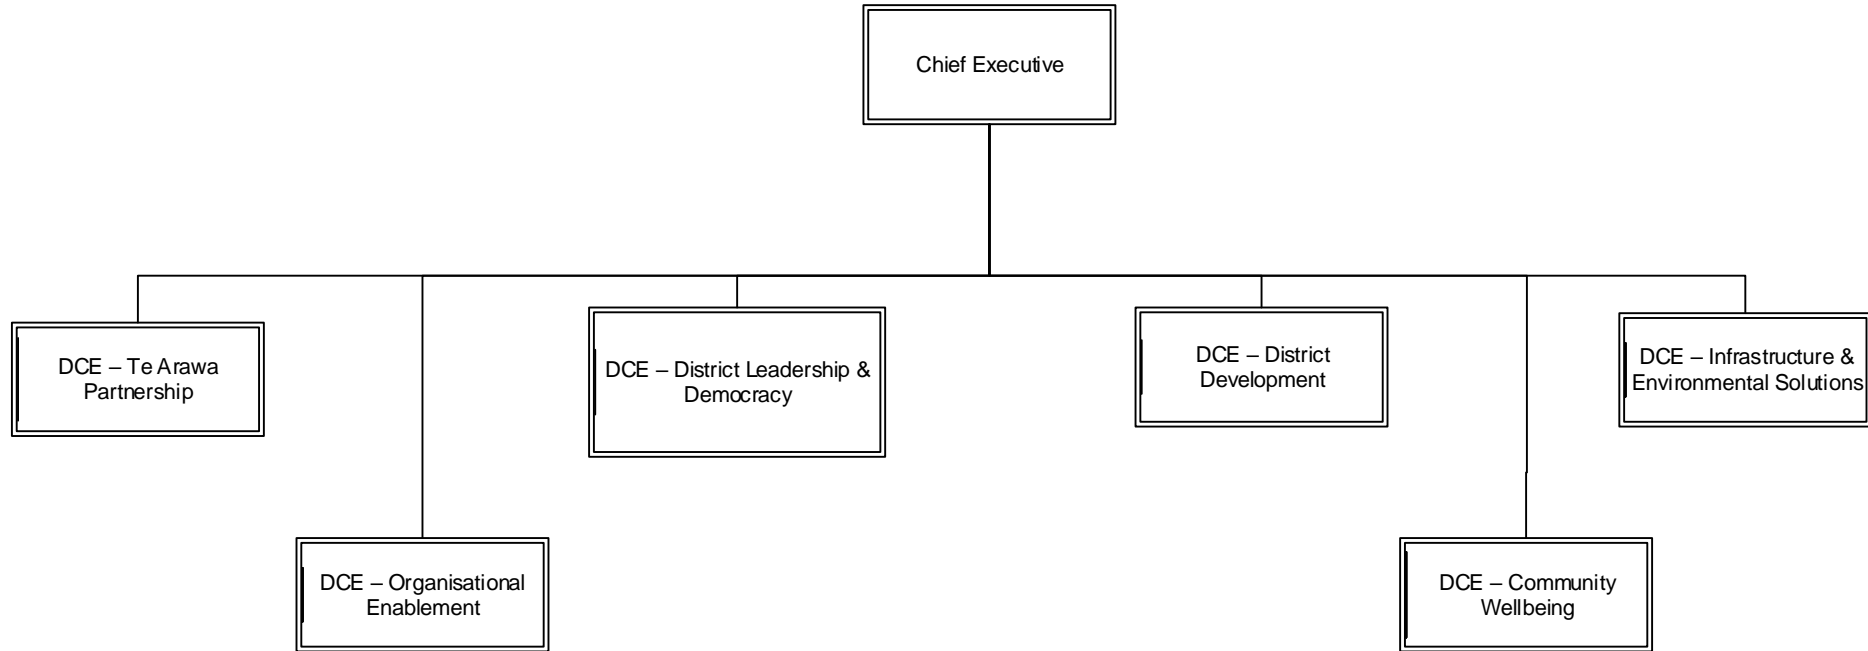 Chief Executive
DCE – Te Arawa
Partnership
DCE – District Leadership &
Democracy
DCE – District
Development
DCE – Infrastructure &
Environmental Solutions
DCE – Organisational
Enablement
DCE – Community
Wellbeing